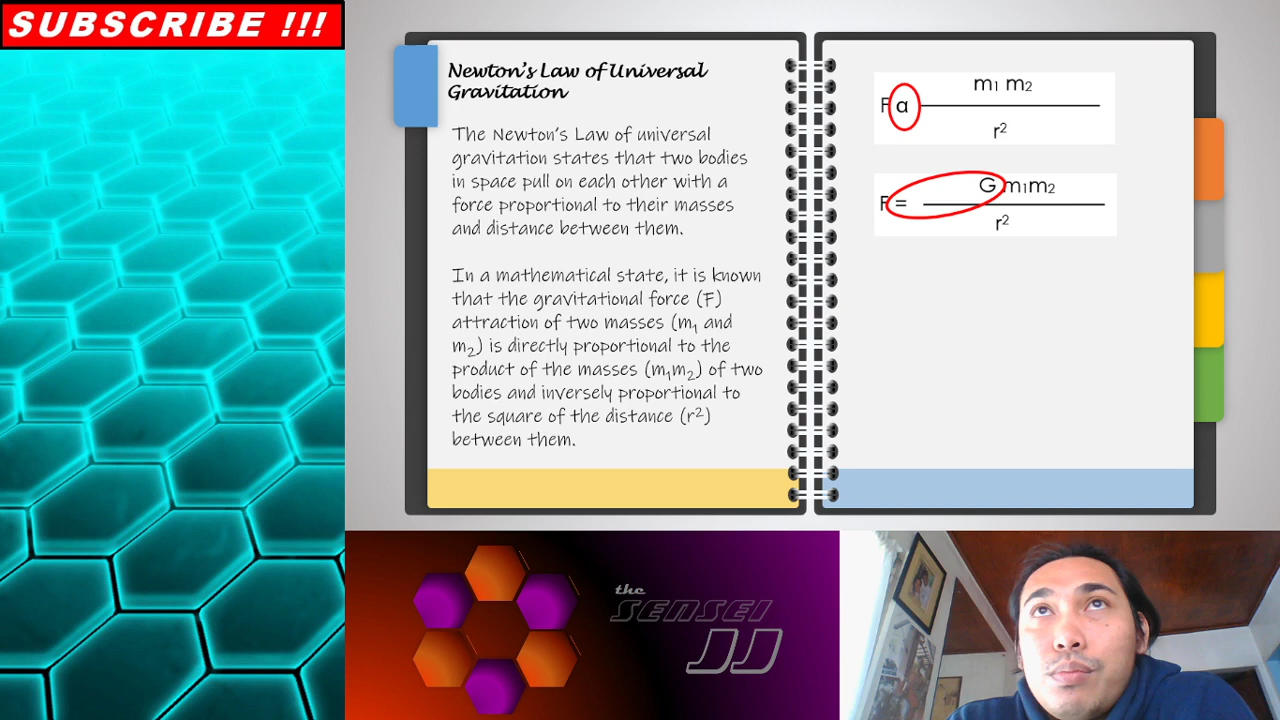 SUBSCRIBE !!!
Newton's Law of Universal
Gravitation
The Newton's Law of universal
gravitation states that two bodies
in space pull on each other with a
force proportional to their masses
and distance between them.
In a mathematical state, it is known
that the gravitational force (F)
attraction of two masses (m₁ and
m₂) is directly proportional to the
product of the masses (m₁m₂) of two
bodies and inversely proportional to
the square of the distance (r²)
between them.
m₁ m₂
F α
r²
G m₁m₂
F =
r²
the
SENSEI
JJ